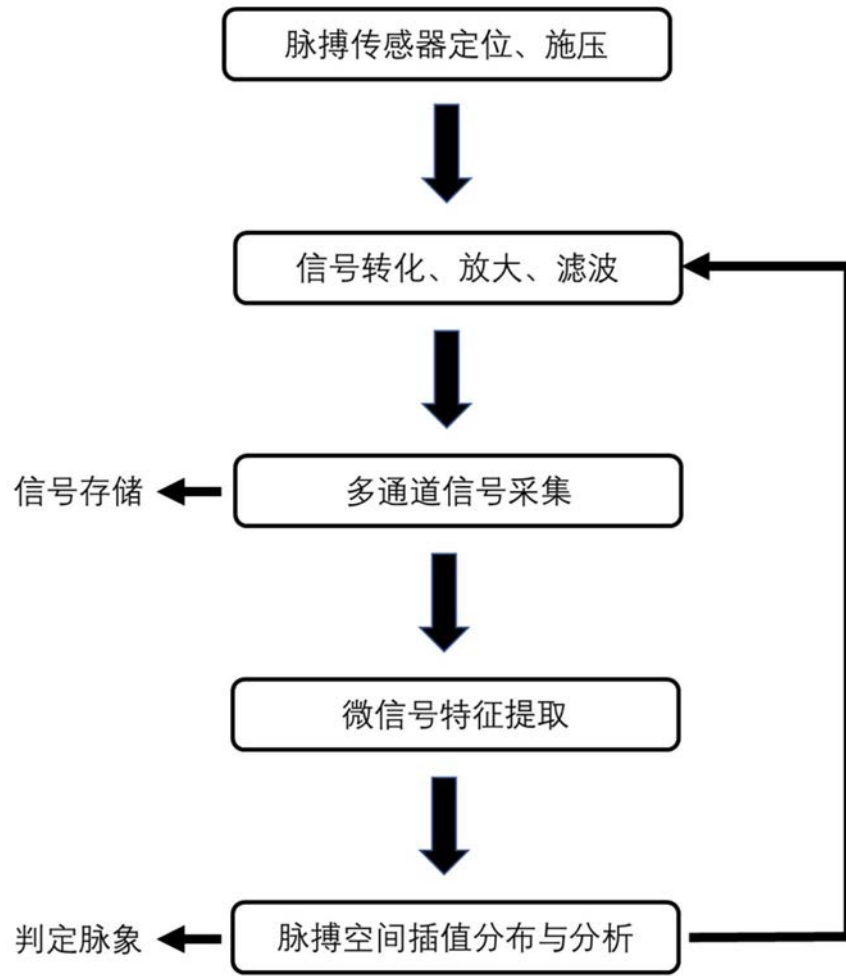 脉搏传感器定位、施压
信号转化、放大、滤波
信号存储
多通道信号采集
微信号特征提取
判定脉象
脉搏空间插值分布与分析